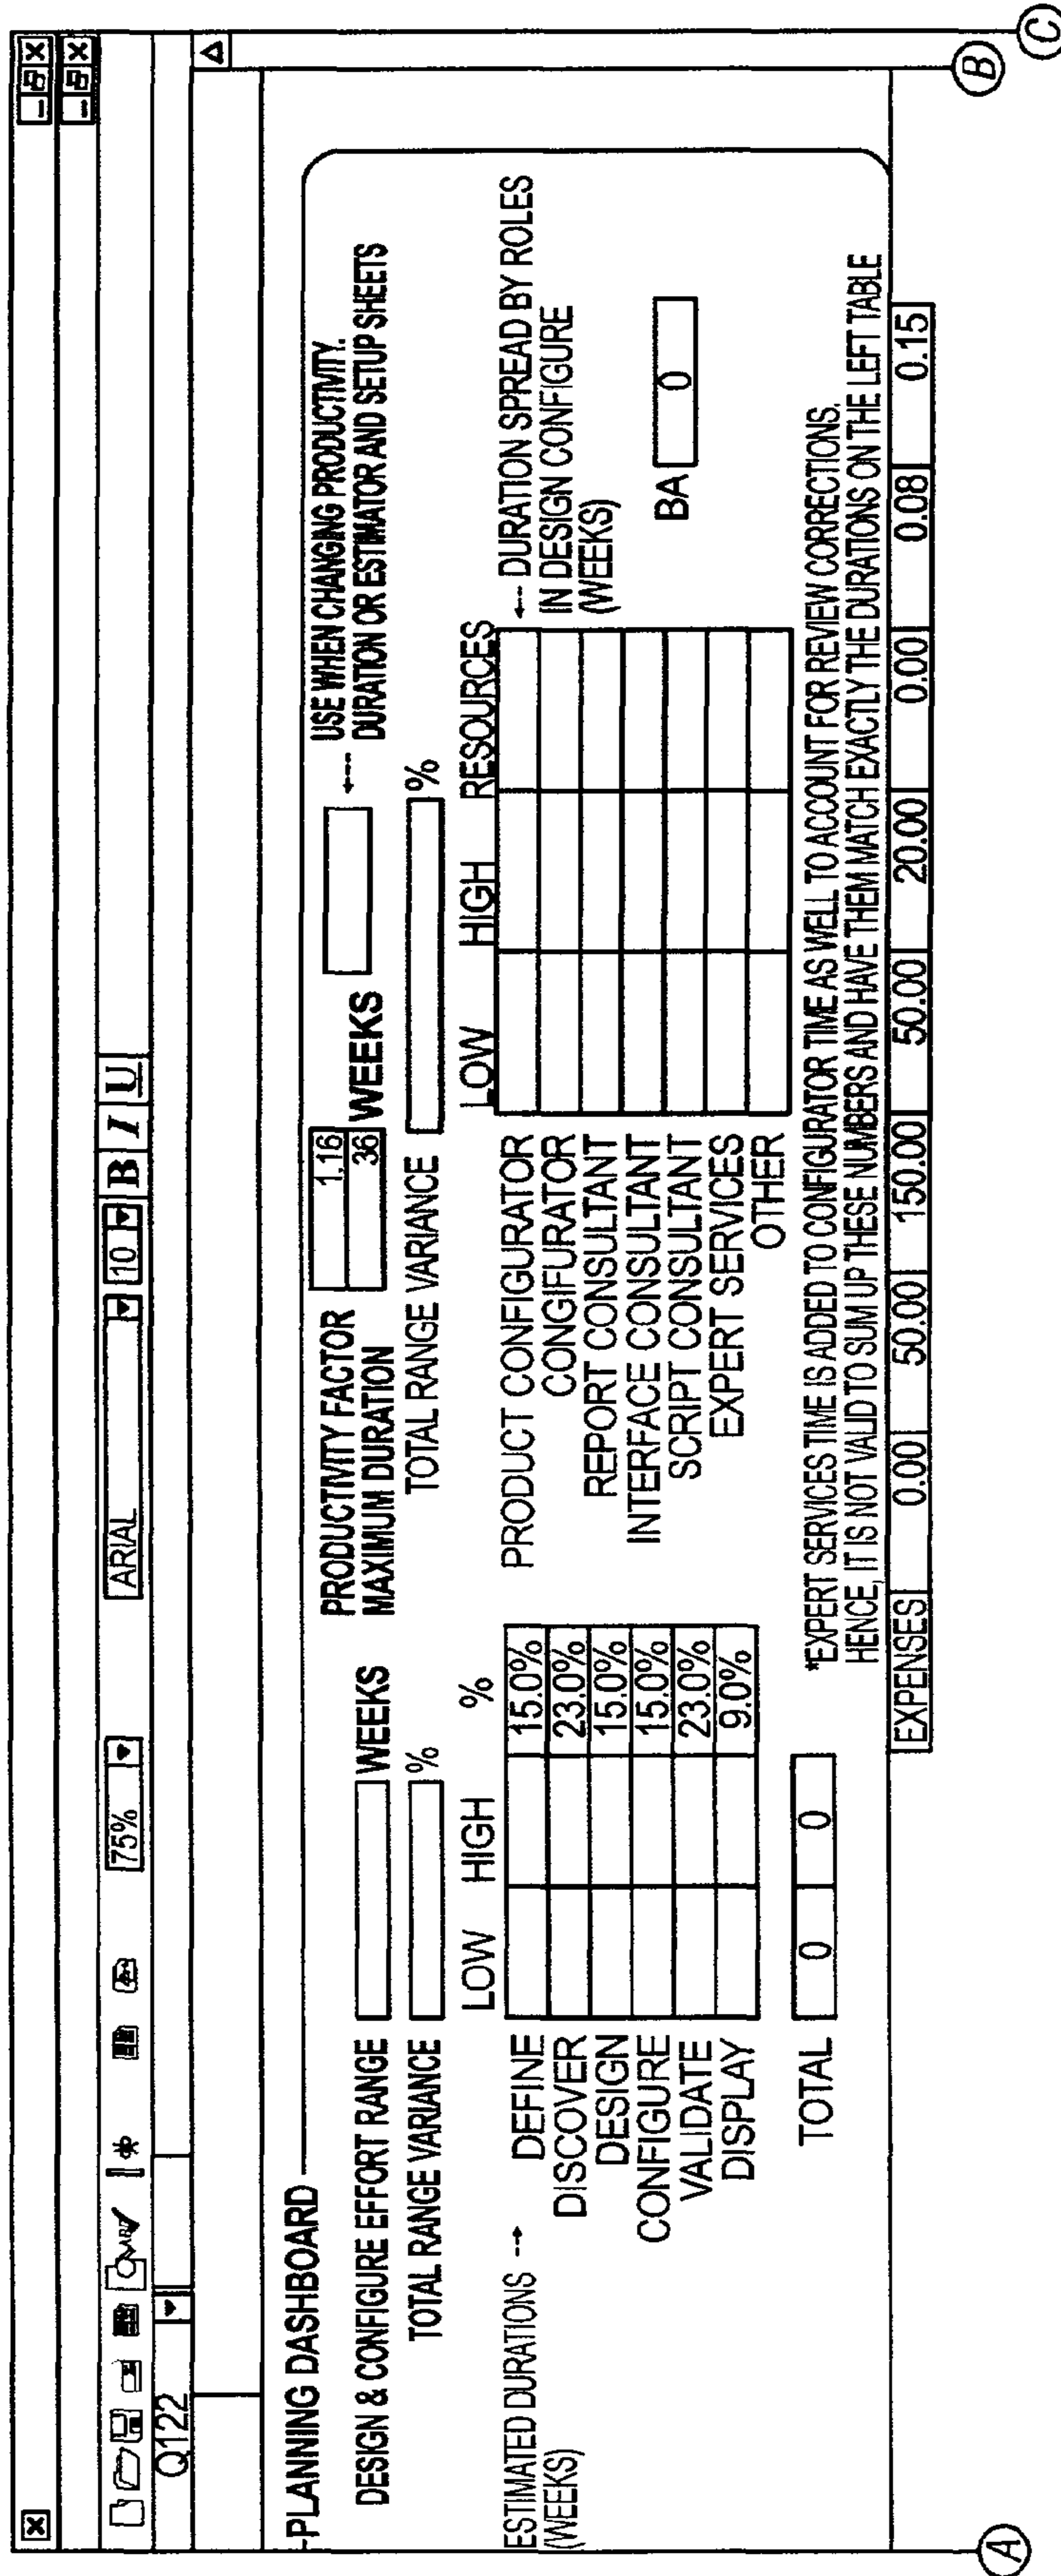 ARIAL 10 B I U
75%
Q122
PLANNING DASHBOARD
DESIGN & CONFIGURE EFFORT RANGE WEEKS
TOTAL RANGE VARIANCE %
PRODUCTIVITY FACTOR 1,16
MAXIMUM DURATION 36 WEEKS
←--- USE WHEN CHANGING PRODUCTIVITY.
DURATION OR ESTIMATOR AND SETUP SHEETS
TOTAL RANGE VARIANCE %
LOW HIGH %
ESTIMATED DURATIONS --→
(WEEKS)
DEFINE 15.0%
DISCOVER 23.0%
DESIGN 15.0%
CONFIGURE 15.0%
VALIDATE 23.0%
DISPLAY 9.0%
TOTAL 0 0
LOW HIGH RESOURCES
PRODUCT CONFIGURATOR
CONGIFURATOR
REPORT CONSULTANT
INTERFACE CONSULTANT
SCRIPT CONSULTANT
EXPERT SERVICES
OTHER
←-- DURATION SPREAD BY ROLES
IN DESIGN CONFIGURE
(WEEKS)
BA 0
*EXPERT SERVICES TIME IS ADDED TO CONFIGURATOR TIME AS WELL TO ACCOUNT FOR REVIEW CORRECTIONS.
HENCE, IT IS NOT VALID TO SUM UP THESE NUMBERS AND HAVE THEM MATCH EXACTLY THE DURATIONS ON THE LEFT TABLE
EXPENSES 0.00 50.00 150.00 50.00 20.00 0.00 0.08 0.15
A
B
C